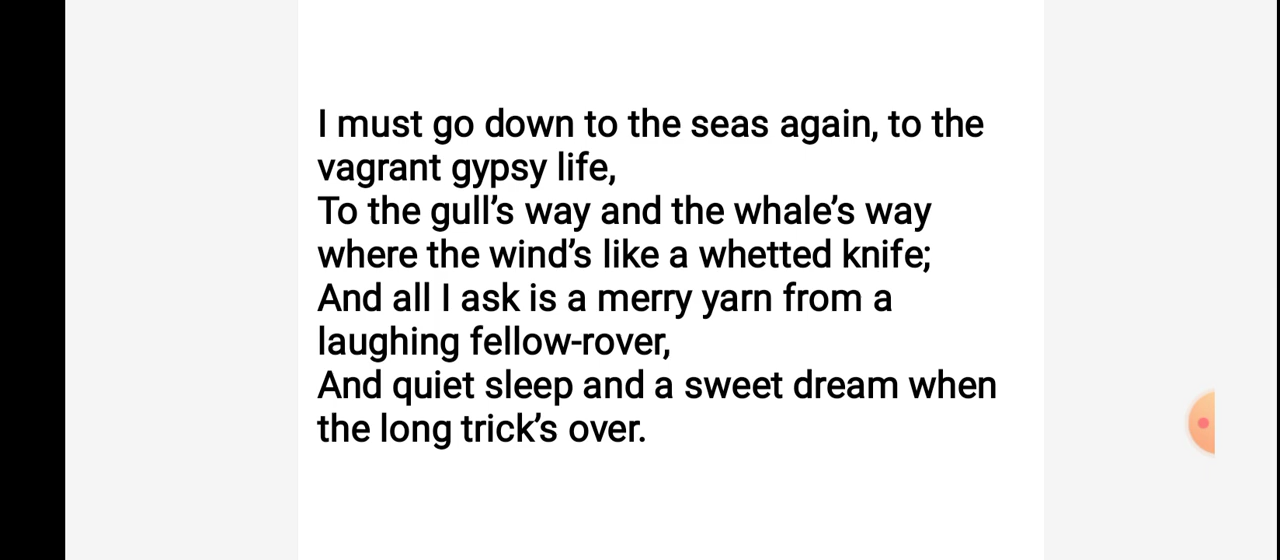 I must go down to the seas again, to the
vagrant gypsy life,
To the gull’s way and the whale’s way
where the wind’s like a whetted knife;
And all I ask is a merry yarn from a
laughing fellow-rover,
And quiet sleep and a sweet dream when
the long trick’s over.